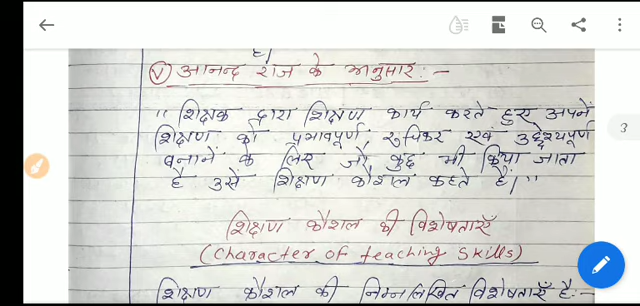 है।
(v) आनन्द राज के अनुसार :-
" शिक्षक द्वारा शिक्षण कार्य करते हुए अपने
शिक्षण को प्रभावपूर्ण, रुचिकर एवं उद्देश्यपूर्ण
बनाने के लिए जो, कुछ भी किया जाता
है उसे शिक्षण कौशल कहते हैं। "
3
शिक्षण कौशल की विशेषताएँ
(Character of teaching Skills)
शिक्षण कौशल की निम्नलिखित विशेषताएँ है:-